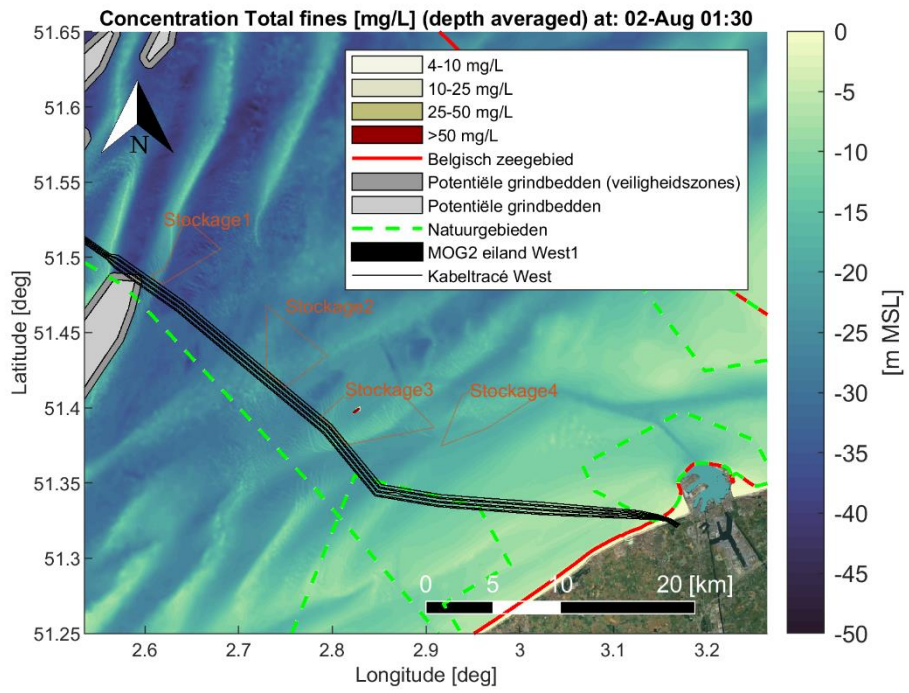 Concentration Total fines [mg/L] (depth averaged) at: 02-Aug 01:30
51.65
51.6
51.55
51.5
51.45
51.4
51.35
51.3
51.25
Latitude [deg]
N
4-10 mg/L
10-25 mg/L
25-50 mg/L
>50 mg/L
Belgisch zeegebied
Potentiële grindbedden (veiligheidszones)
Potentiële grindbedden
Natuurgebieden
MOG2 eiland West1
Kabeltracé West
Stockage1
Stockage2
Stockage3
Stockage4
0 5 10 20 [km]
2.6 2.7 2.8 2.9 3 3.1 3.2
Longitude [deg]
0
-5
-10
-15
-20
-25
-30
-35
-40
-45
-50
[m MSL]